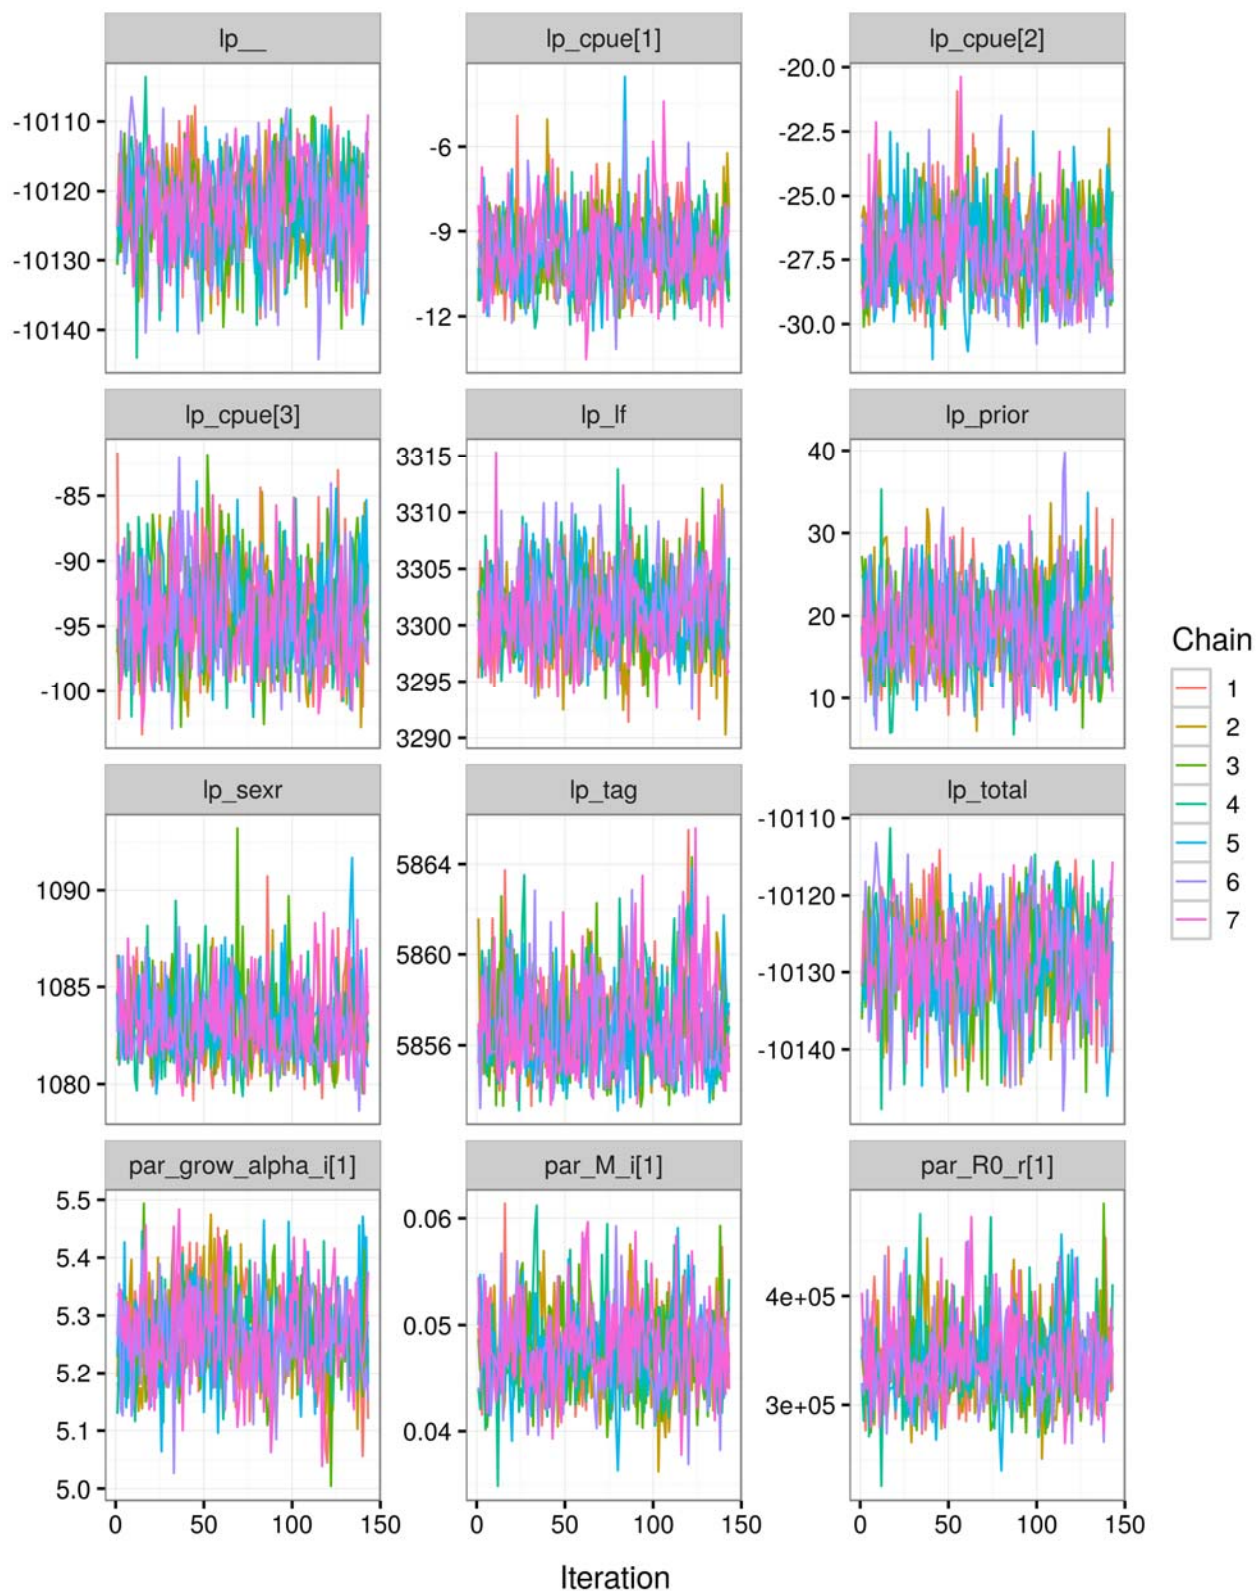 lp__
lp_cpue[1]
lp_cpue[2]
-10110
-10120
-10130
-10140
-6
-9
-12
-20.0
-22.5
-25.0
-27.5
-30.0
lp_cpue[3]
lp_lf
lp_prior
-85
-90
-95
-100
3315
3310
3305
3300
3295
3290
40
30
20
10
lp_sexr
lp_tag
lp_total
1090
1085
1080
5864
5860
5856
-10110
-10120
-10130
-10140
par_grow_alpha_i[1]
par_M_i[1]
par_R0_r[1]
5.5
5.4
5.3
5.2
5.1
5.0
0.06
0.05
0.04
4e+05
3e+05
0 50 100 150
0 50 100 150
0 50 100 150
Iteration
Chain
1
2
3
4
5
6
7